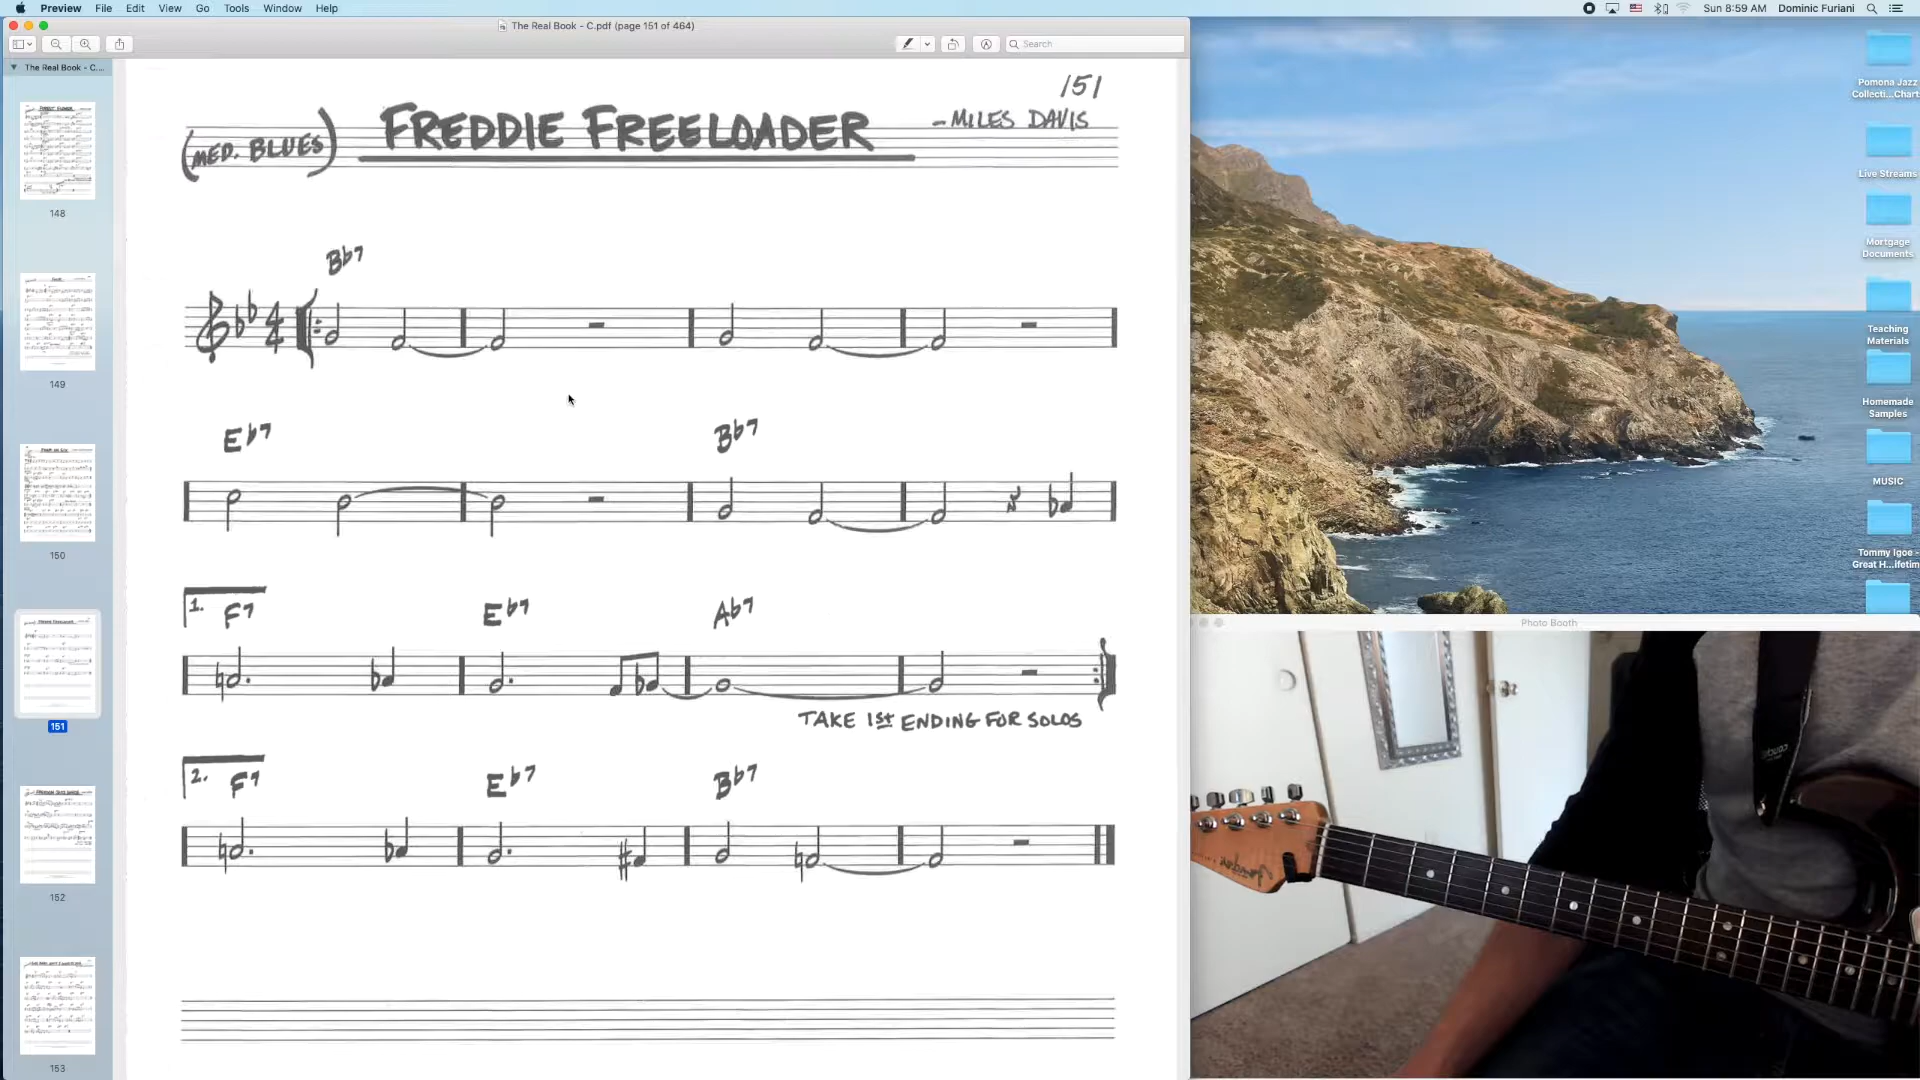 Preview File Edit View Go Tools Window Help
Sun 8:59 AM Dominic Furiani
The Real Book - C.pdf (page 151 of 464)
Search
The Real Book - C...
148
149
150
151
152
153
151
(MED. BLUES) FREDDIE FREELOADER - MILES DAVIS
B♭7
4
4
E♭7 B♭7
1. F7 E♭7 A♭7
TAKE 1st ENDING FOR SOLOS
2. F7 E♭7 B♭7
Pomona Jazz
Collecti...Chart
Live Streams
Mortgage
Documents
Teaching
Materials
Homemade
Samples
MUSIC
Tommy Igoe -
Great H...ifetim
Photo Booth